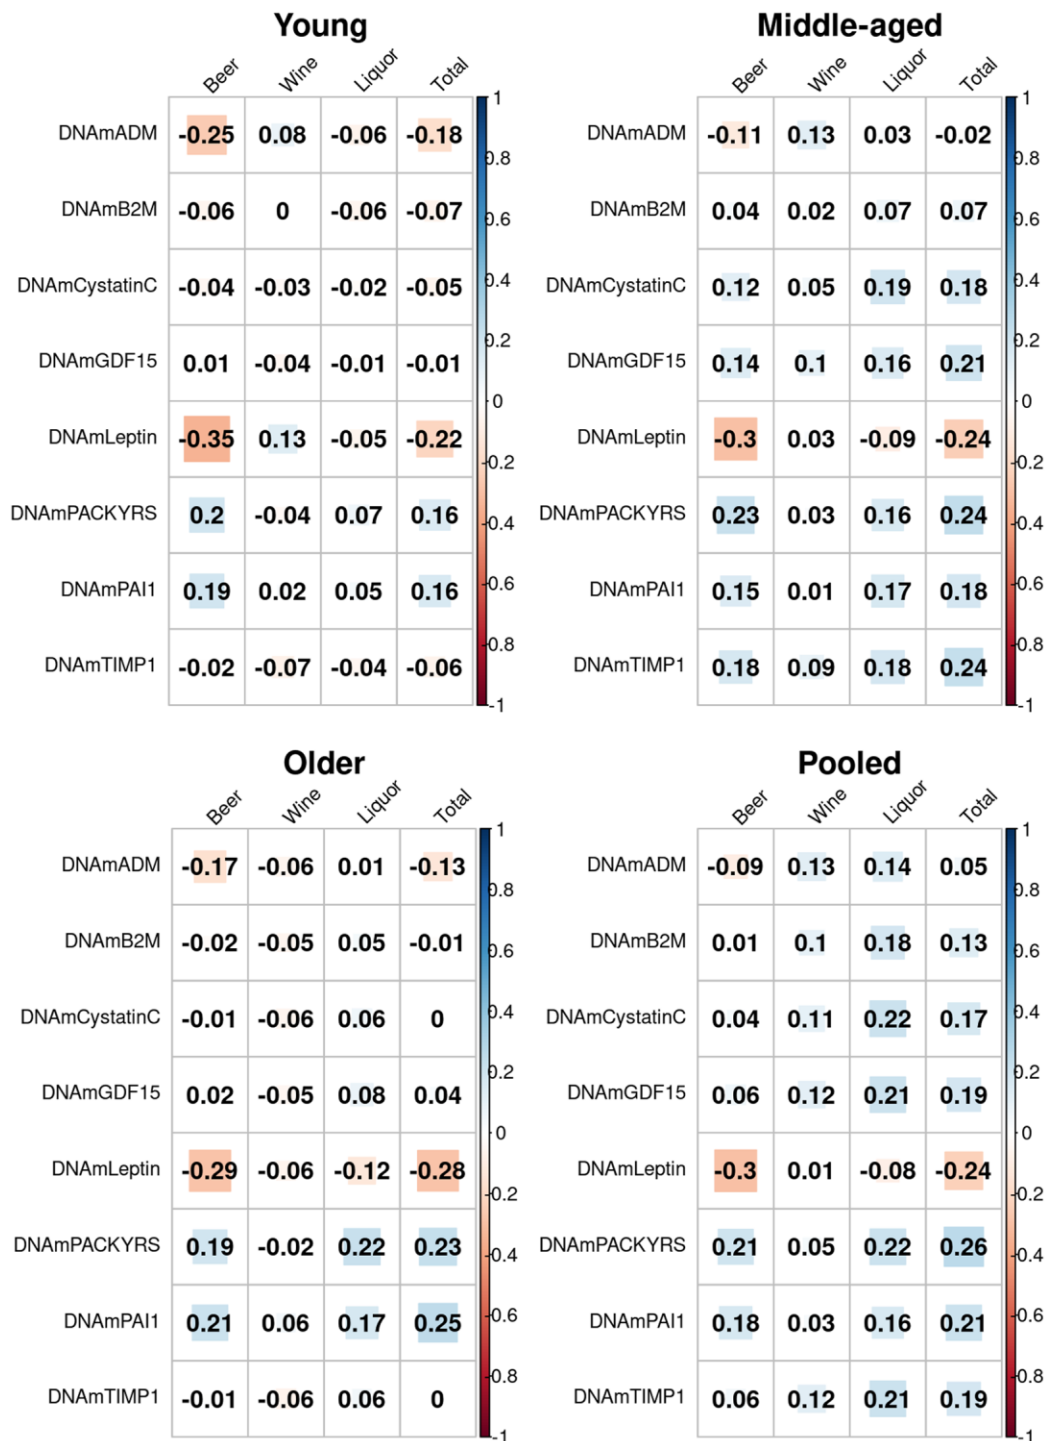 Young
Beer Wine Liquor Total
DNAmADM -0.25 0.08 -0.06 -0.18
DNAmB2M -0.06 0 -0.06 -0.07
DNAmCystatinC -0.04 -0.03 -0.02 -0.05
DNAmGDF15 0.01 -0.04 -0.01 -0.01
DNAmLeptin -0.35 0.13 -0.05 -0.22
DNAmPACKYRS 0.2 -0.04 0.07 0.16
DNAmPAI1 0.19 0.02 0.05 0.16
DNAmTIMP1 -0.02 -0.07 -0.04 -0.06
1
0.8
0.6
0.4
0.2
0
-0.2
-0.4
-0.6
-0.8
-1
Middle-aged
Beer Wine Liquor Total
DNAmADM -0.11 0.13 0.03 -0.02
DNAmB2M 0.04 0.02 0.07 0.07
DNAmCystatinC 0.12 0.05 0.19 0.18
DNAmGDF15 0.14 0.1 0.16 0.21
DNAmLeptin -0.3 0.03 -0.09 -0.24
DNAmPACKYRS 0.23 0.03 0.16 0.24
DNAmPAI1 0.15 0.01 0.17 0.18
DNAmTIMP1 0.18 0.09 0.18 0.24
1
0.8
0.6
0.4
0.2
0
-0.2
-0.4
-0.6
-0.8
-1
Older
Beer Wine Liquor Total
DNAmADM -0.17 -0.06 0.01 -0.13
DNAmB2M -0.02 -0.05 0.05 -0.01
DNAmCystatinC -0.01 -0.06 0.06 0
DNAmGDF15 0.02 -0.05 0.08 0.04
DNAmLeptin -0.29 -0.06 -0.12 -0.28
DNAmPACKYRS 0.19 -0.02 0.22 0.23
DNAmPAI1 0.21 0.06 0.17 0.25
DNAmTIMP1 -0.01 -0.06 0.06 0
1
0.8
0.6
0.4
0.2
0
-0.2
-0.4
-0.6
-0.8
-1
Pooled
Beer Wine Liquor Total
DNAmADM -0.09 0.13 0.14 0.05
DNAmB2M 0.01 0.1 0.18 0.13
DNAmCystatinC 0.04 0.11 0.22 0.17
DNAmGDF15 0.06 0.12 0.21 0.19
DNAmLeptin -0.3 0.01 -0.08 -0.24
DNAmPACKYRS 0.21 0.05 0.22 0.26
DNAmPAI1 0.18 0.03 0.16 0.21
DNAmTIMP1 0.06 0.12 0.21 0.19
1
0.8
0.6
0.4
0.2
0
-0.2
-0.4
-0.6
-0.8
-1